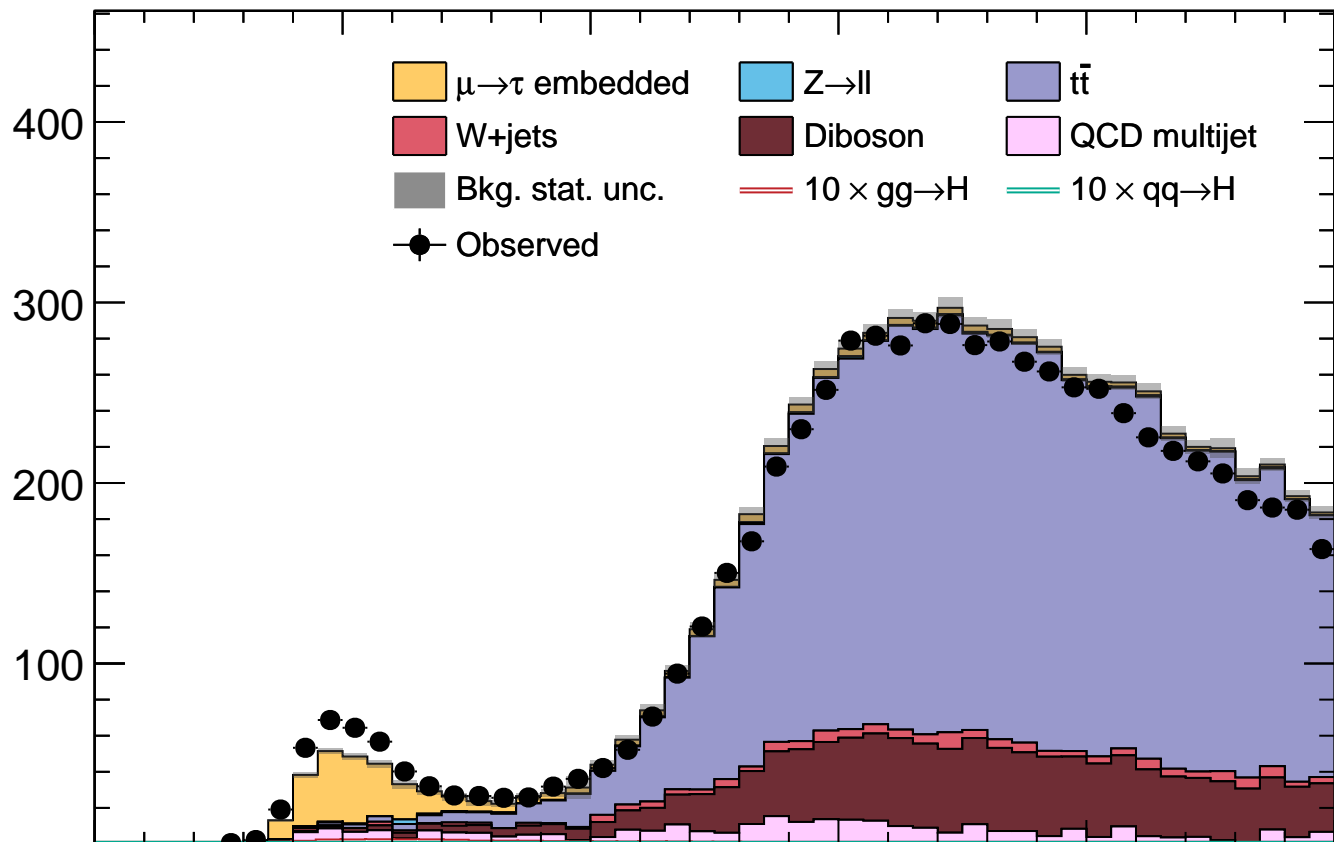 μ→τ embedded Z→ll tt̄
W+jets Diboson QCD multijet
Bkg. stat. unc. 10 × gg→H 10 × qq→H
Observed
400
300
200
100